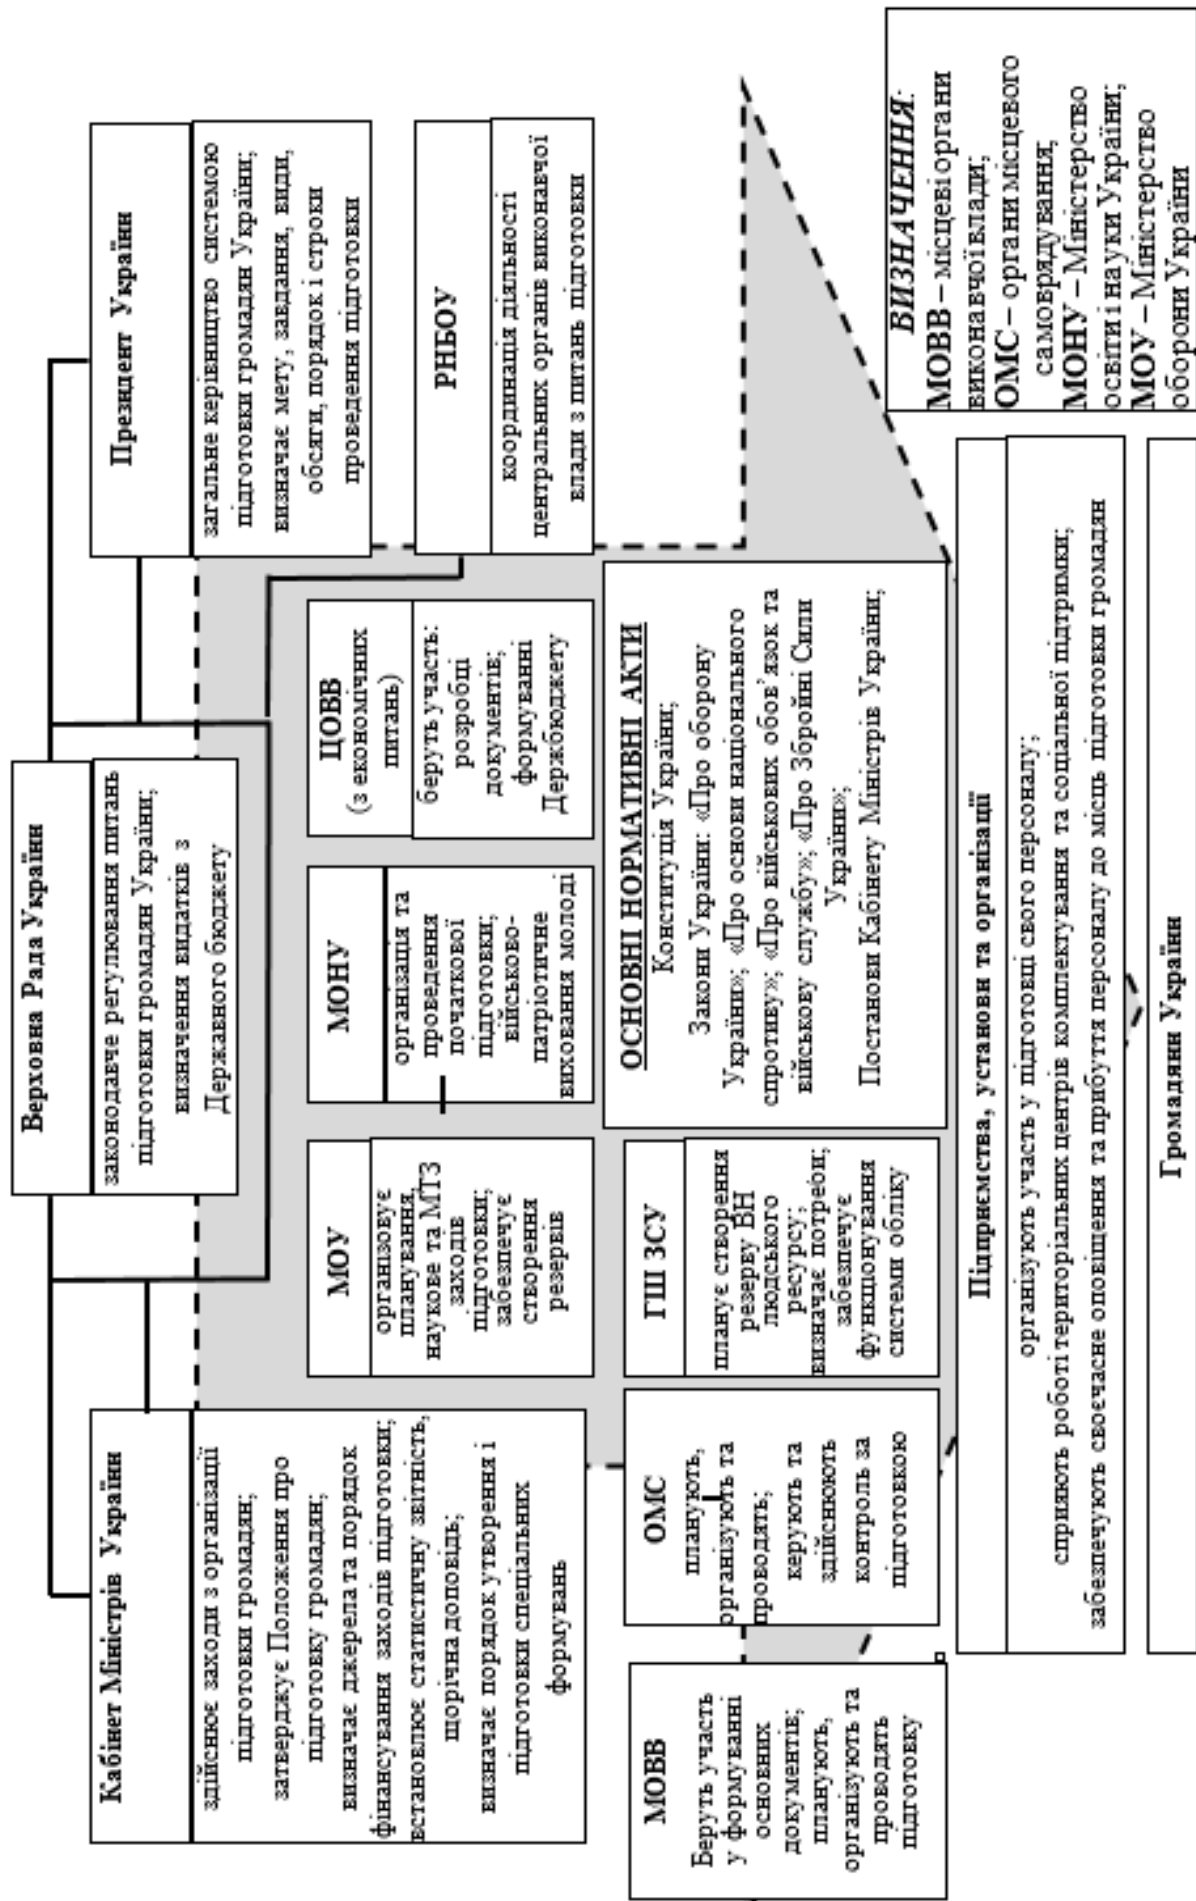 Верховна Рада України
законодавче регулювання питань
підготовки громадян України;
визначення видатків з
Державного бюджету
Кабінет Міністрів України
здійснює заходи з організації
підготовки громадян;
затверджує Положення про
підготовку громадян;
визначає джерела та порядок
фінансування заходів підготовки;
встановлює статистичну звітність,
щорічна доповідь;
визначає порядок утворення і
підготовки спеціальних
формувань
Президент України
загальне керівництво системою
підготовки громадян України;
визначає мету, завдання, види,
обсяги, порядок і строки
проведення підготовки
МОУ
організовує
планування,
наукове та МТЗ
заходів
підготовки;
забезпечує
створення
резервів
МОНУ
організація та
проведення
початкової
підготовки;
військово-
патріотичне
виховання молоді
ЦОВВ
(з економічних
питань)
беруть участь:
розробці
документів;
формуванні
Держбюджету
РНБОУ
координація діяльності
центральних органів виконавчої
влади з питань підготовки
МОВВ
Беруть участь
у формуванні
основних
документів;
планують,
організують та
проводять
підготовку
ОМС
планують,
організують та
проводять;
керують та
здійснюють
контроль за
підготовкою
ГШ ЗСУ
планує створення
резерву ВН
людського
ресурсу;
визначає потреби;
забезпечує
функціонування
системи обліку
ОСНОВНІ НОРМАТИВНІ АКТИ
Конституція України;
Закони України: «Про оборону
України»; «Про основи національного
спротиву»; «Про військових обов’язок та
військову службу»; «Про Збройні Сили
України»;
Постанови Кабінету Міністрів України;
Підприємства, установи та організації
організують участь у підготовці свого персоналу;
сприяють роботі територіальних центрів комплектування та соціальної підтримки;
забезпечують своєчасне оповіщення та прибуття персоналу до місць підготовки громадян
Громадяни України
ВИЗНАЧЕННЯ:
МОВВ – місцеві органи
виконавчої влади;
ОМС – органи місцевого
самоврядування;
МОНУ – Міністерство
освіти і науки України;
МОУ – Міністерство
оборони України